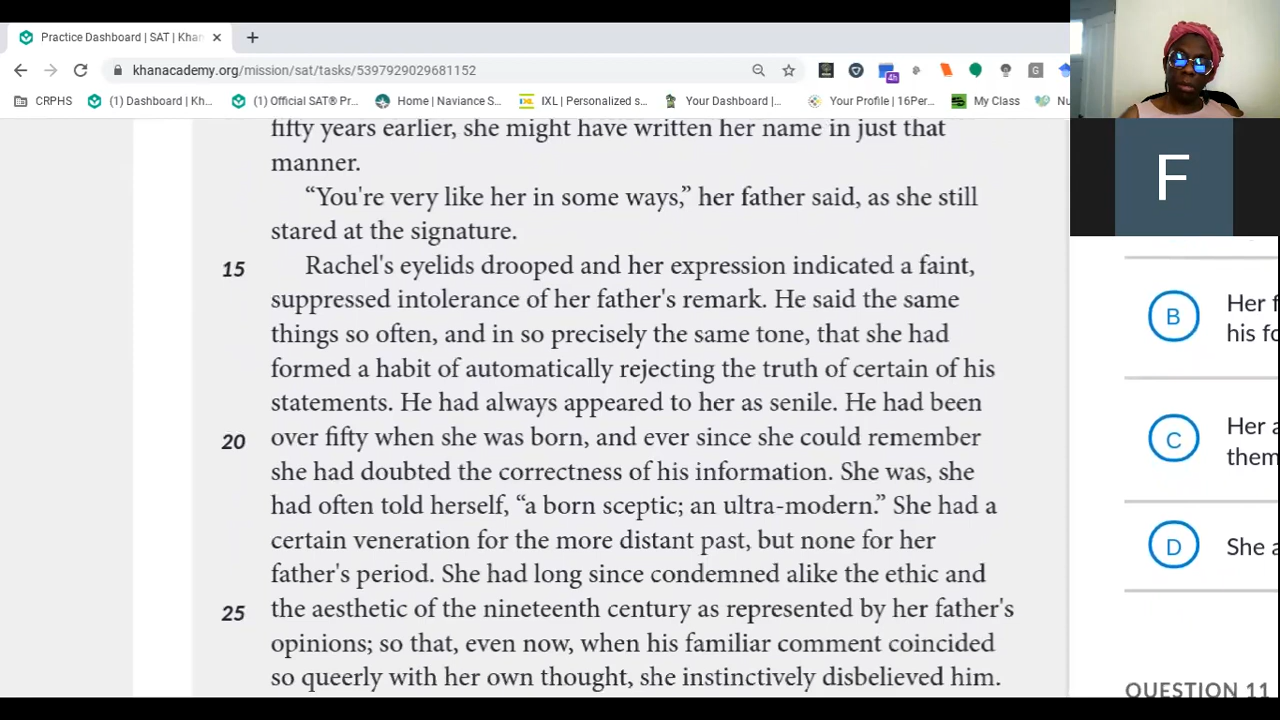 Practice Dashboard | SAT | Khan
khanacademy.org/mission/sat/tasks/5397929029681152
CRPHS (1) Dashboard | Kh... (1) Official SAT® Pr... Home | Naviance S... IXL | Personalized s... Your Dashboard |... Your Profile | 16Per... My Class Nu
4h
G
fifty years earlier, she might have written her name in just that
manner.
“You're very like her in some ways,” her father said, as she still
stared at the signature.
15 Rachel's eyelids drooped and her expression indicated a faint,
suppressed intolerance of her father's remark. He said the same
things so often, and in so precisely the same tone, that she had
formed a habit of automatically rejecting the truth of certain of his
statements. He had always appeared to her as senile. He had been
20 over fifty when she was born, and ever since she could remember
she had doubted the correctness of his information. She was, she
had often told herself, “a born sceptic; an ultra-modern.” She had a
certain veneration for the more distant past, but none for her
father's period. She had long since condemned alike the ethic and
25 the aesthetic of the nineteenth century as represented by her father's
opinions; so that, even now, when his familiar comment coincided
so queerly with her own thought, she instinctively disbelieved him.
F
B Her f
his fo
C Her a
them
D She a
QUESTION 11